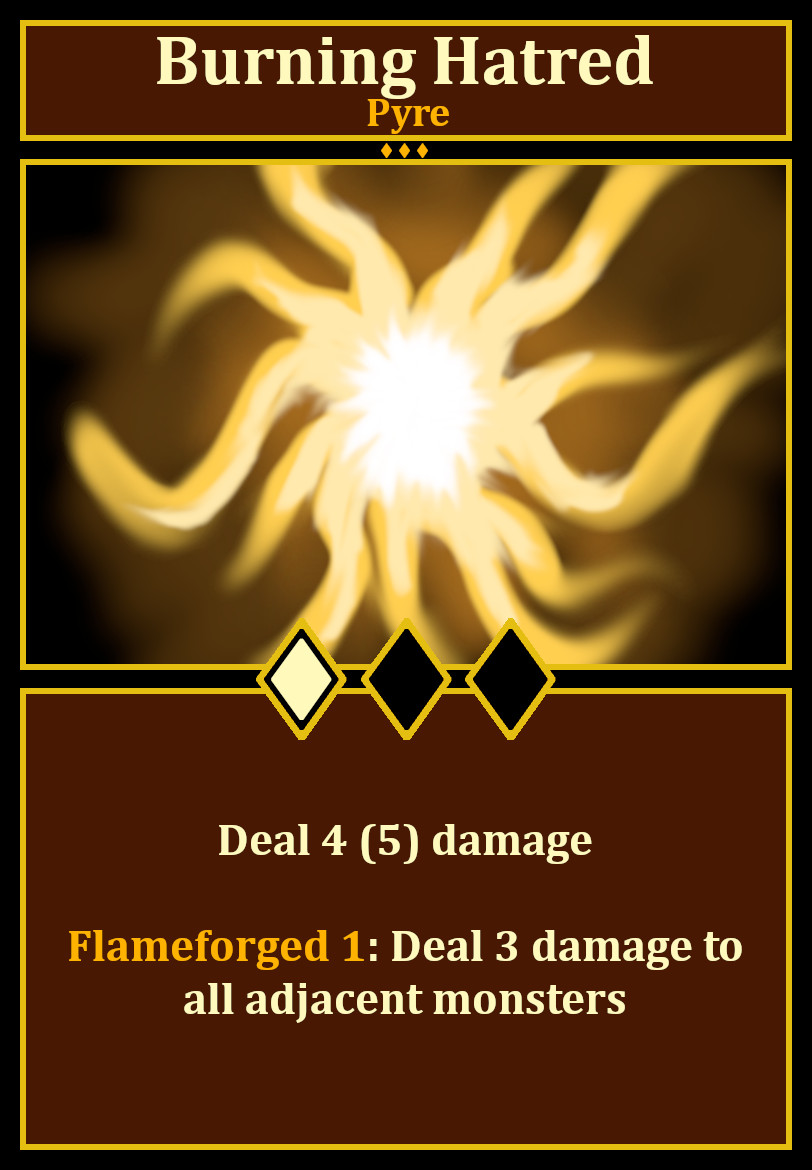 Burning Hatred
Pyre
Deal 4 (5) damage
Flameforged 1: Deal 3 damage to
all adjacent monsters